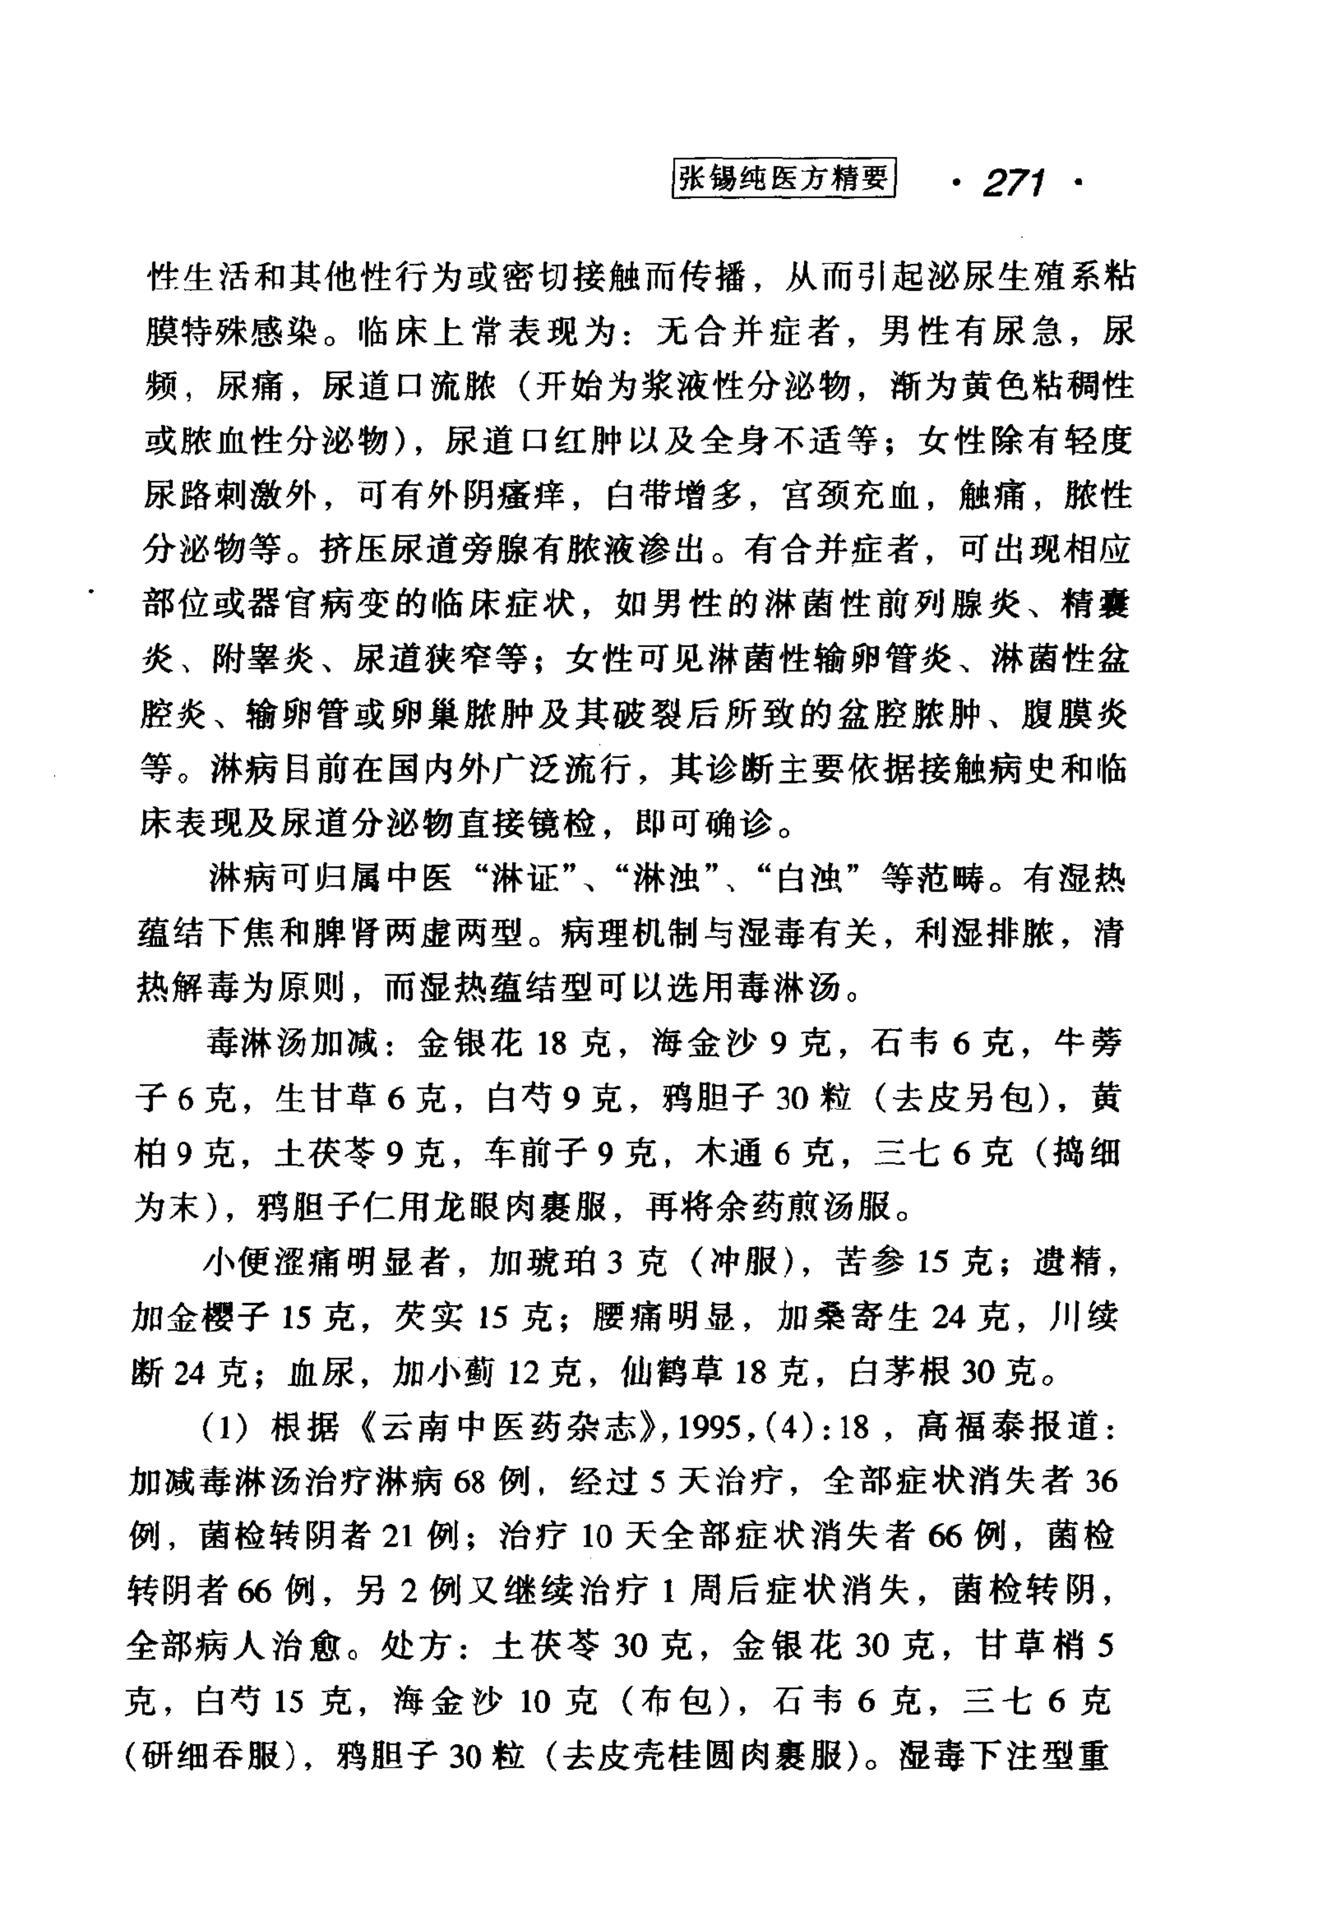 张锡纯医方精要 · 271 ·
性生活和其他性行为或密切接触而传播，从而引起泌尿生殖系粘
膜特殊感染。临床上常表现为：无合并症者，男性有尿急，尿
频，尿痛，尿道口流脓（开始为浆液性分泌物，渐为黄色粘稠性
或脓血性分泌物），尿道口红肿以及全身不适等；女性除有轻度
尿路刺激外，可有外阴瘙痒，白带增多，宫颈充血，触痛，脓性
分泌物等。挤压尿道旁腺有脓液渗出。有合并症者，可出现相应
部位或器官病变的临床症状，如男性的淋菌性前列腺炎、精囊
炎、附睾炎、尿道狭窄等；女性可见淋菌性输卵管炎、淋菌性盆
腔炎、输卵管或卵巢脓肿及其破裂后所致的盆腔脓肿、腹膜炎
等。淋病目前在国内外广泛流行，其诊断主要依据接触病史和临
床表现及尿道分泌物直接镜检，即可确诊。
淋病可归属中医“淋证”、“淋浊”、“白浊”等范畴。有湿热
蕴结下焦和脾肾两虚两型。病理机制与湿毒有关，利湿排脓，清
热解毒为原则，而湿热蕴结型可以选用毒淋汤。
毒淋汤加减：金银花 18 克，海金沙 9 克，石韦 6 克，牛蒡
子 6 克，生甘草 6 克，白芍 9 克，鸦胆子 30 粒（去皮另包），黄
柏 9 克，土茯苓 9 克，车前子 9 克，木通 6 克，三七 6 克（捣细
为末），鸦胆子仁用龙眼肉裹服，再将余药煎汤服。
小便涩痛明显者，加琥珀 3 克（冲服），苦参 15 克；遗精，
加金樱子 15 克，芡实 15 克；腰痛明显，加桑寄生 24 克，川续
断 24 克；血尿，加小蓟 12 克，仙鹤草 18 克，白茅根 30 克。
(1) 根据《云南中医药杂志》,1995,(4):18，高福泰报道：
加减毒淋汤治疗淋病 68 例，经过 5 天治疗，全部症状消失者 36
例，菌检转阴者 21 例；治疗 10 天全部症状消失者 66 例，菌检
转阴者 66 例，另 2 例又继续治疗 1 周后症状消失，菌检转阴，
全部病人治愈。处方：土茯苓 30 克，金银花 30 克，甘草梢 5
克，白芍 15 克，海金沙 10 克（布包），石韦 6 克，三七 6 克
（研细吞服），鸦胆子 30 粒（去皮壳桂圆肉裹服）。湿毒下注型重